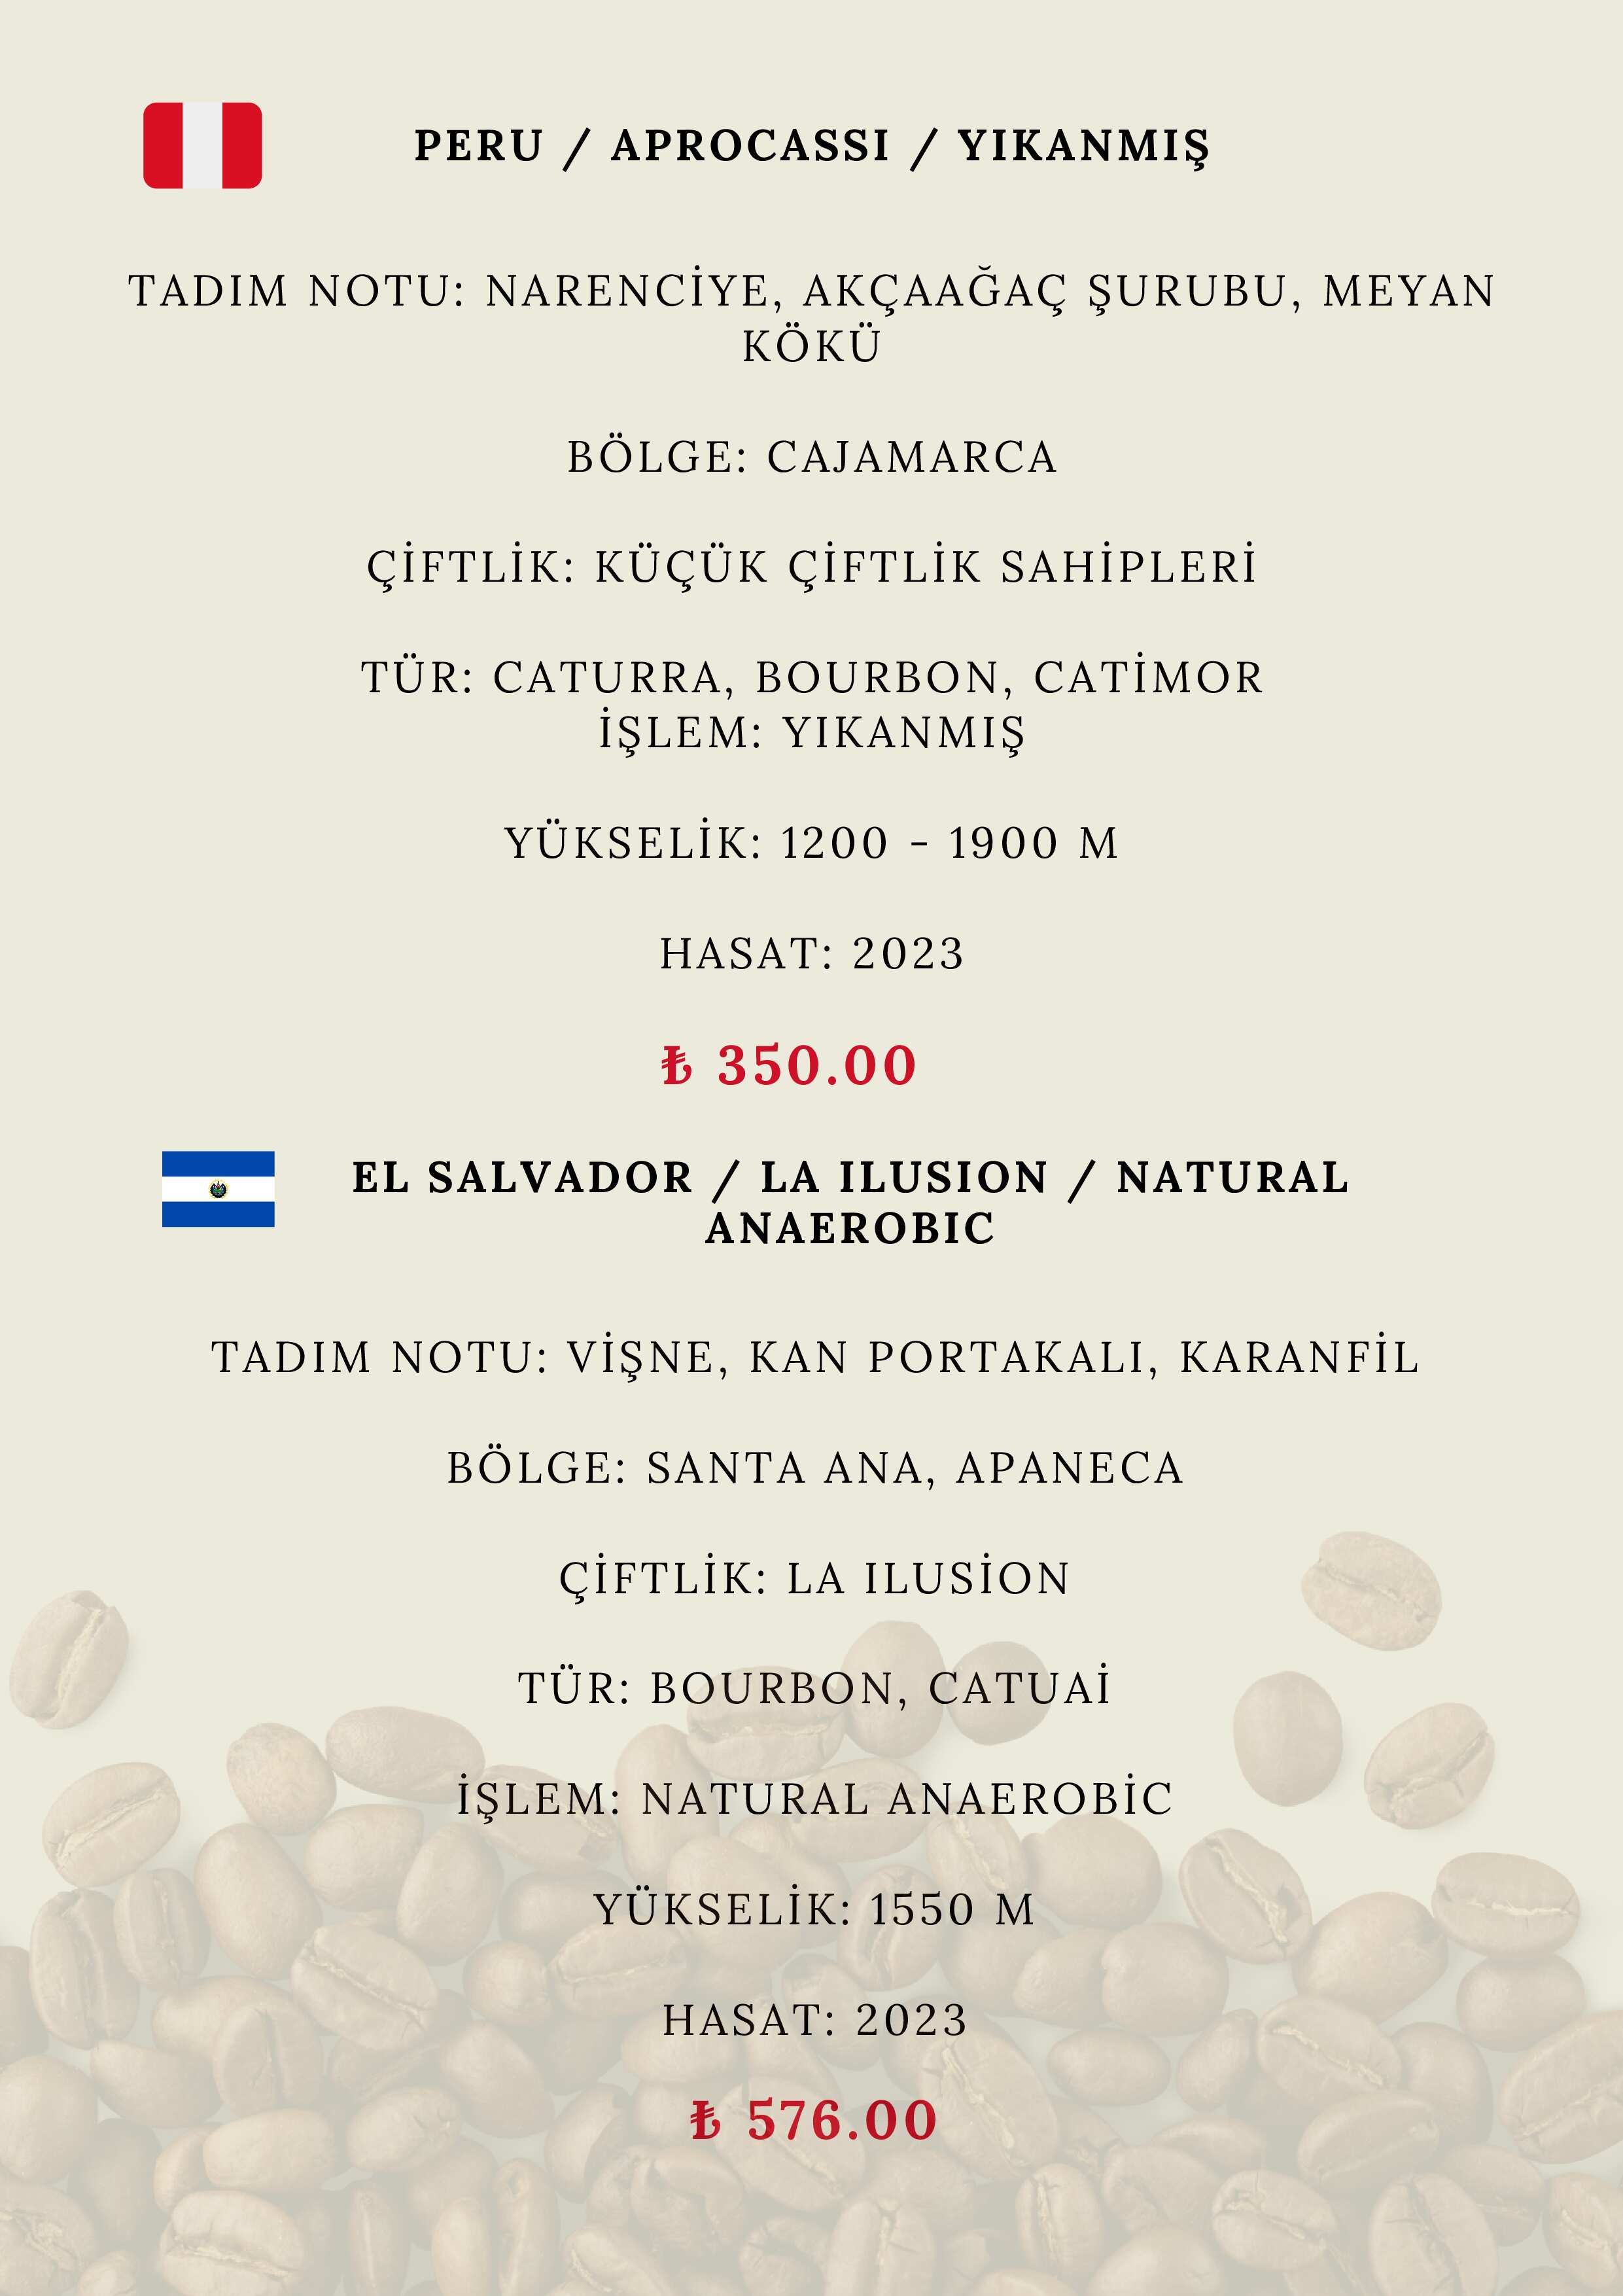 PERU / APROCASSI / YIKANMIŞ
TADIM NOTU: NARENCİYE, AKÇAAĞAÇ ŞURUBU, MEYAN
KÖKÜ
BÖLGE: CAJAMARCA
ÇİFTLİK: KÜÇÜK ÇİFTLİK SAHİPLERİ
TÜR: CATURRA, BOURBON, CATİMOR
İŞLEM: YIKANMIŞ
YÜKSELİK: 1200 - 1900 M
HASAT: 2023
₺ 350.00
EL SALVADOR / LA ILUSION / NATURAL
ANAEROBIC
TADIM NOTU: VİŞNE, KAN PORTAKALI, KARANFİL
BÖLGE: SANTA ANA, APANECA
ÇİFTLİK: LA ILUSİON
TÜR: BOURBON, CATUAİ
İŞLEM: NATURAL ANAEROBİC
YÜKSELİK: 1550 M
HASAT: 2023
₺ 576.00